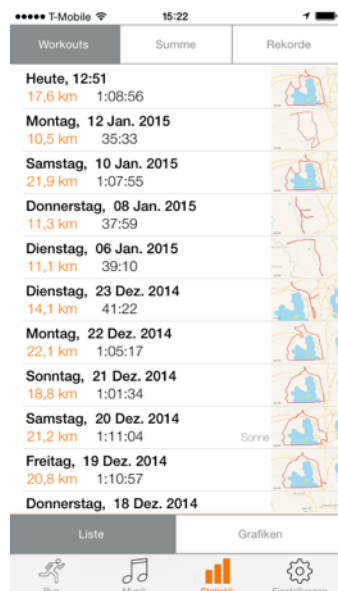 T-Mobile 15:22
Workouts Summe Rekorde
Heute, 12:51
17,6 km 1:08:56
Montag, 12 Jan. 2015
10,5 km 35:33
Samstag, 10 Jan. 2015
21,9 km 1:07:55
Donnerstag, 08 Jan. 2015
11,3 km 37:59
Dienstag, 06 Jan. 2015
11,1 km 39:10
Dienstag, 23 Dez. 2014
14,1 km 41:22
Montag, 22 Dez. 2014
22,1 km 1:05:17
Sonntag, 21 Dez. 2014
18,8 km 1:01:34
Samstag, 20 Dez. 2014
21,2 km 1:11:04 Sonne
Freitag, 19 Dez. 2014
20,8 km 1:10:57
Donnerstag, 18 Dez. 2014
Liste Grafiken
Run Musik Statistik Einstellungen